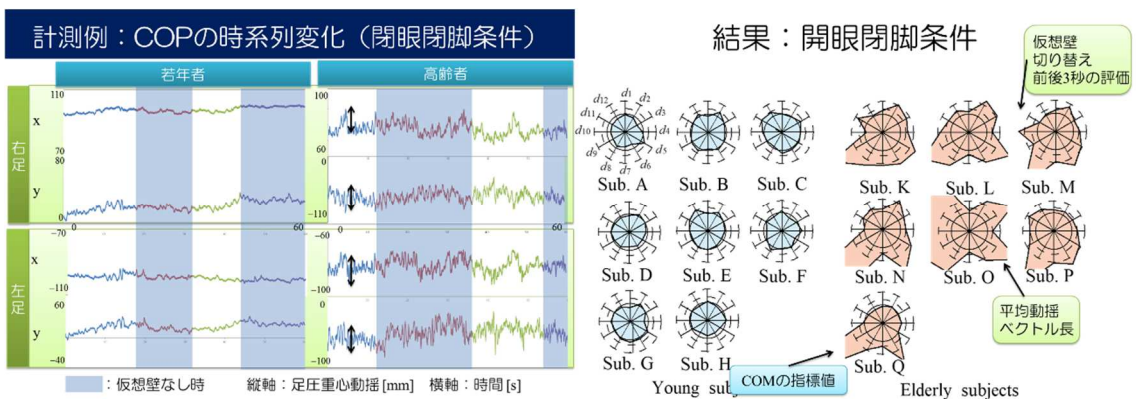 計測例：COPの時系列変化（閉眼閉脚条件）
若年者
高齢者
右足
x
y
左足
x
y
110
70
80
0
0
60
-70
-110
60
-40
100
60
-110
0
60
-60
-100
0
-100
：仮想壁なし時　縦軸：足圧重心動揺[mm]　横軸：時間[s]
結果：開眼閉脚条件
仮想壁
切り替え
前後3秒の評価
d1
d2
d3
d4
d5
d6
d7
d8
d9
d10
d11
d12
Sub. A
Sub. B
Sub. C
Sub. K
Sub. L
Sub. M
Sub. D
Sub. E
Sub. F
Sub. N
Sub. O
Sub. P
Sub. G
Sub. H
Sub. Q
平均動揺
ベクトル長
COMの指標値
Young
Elderly subjects